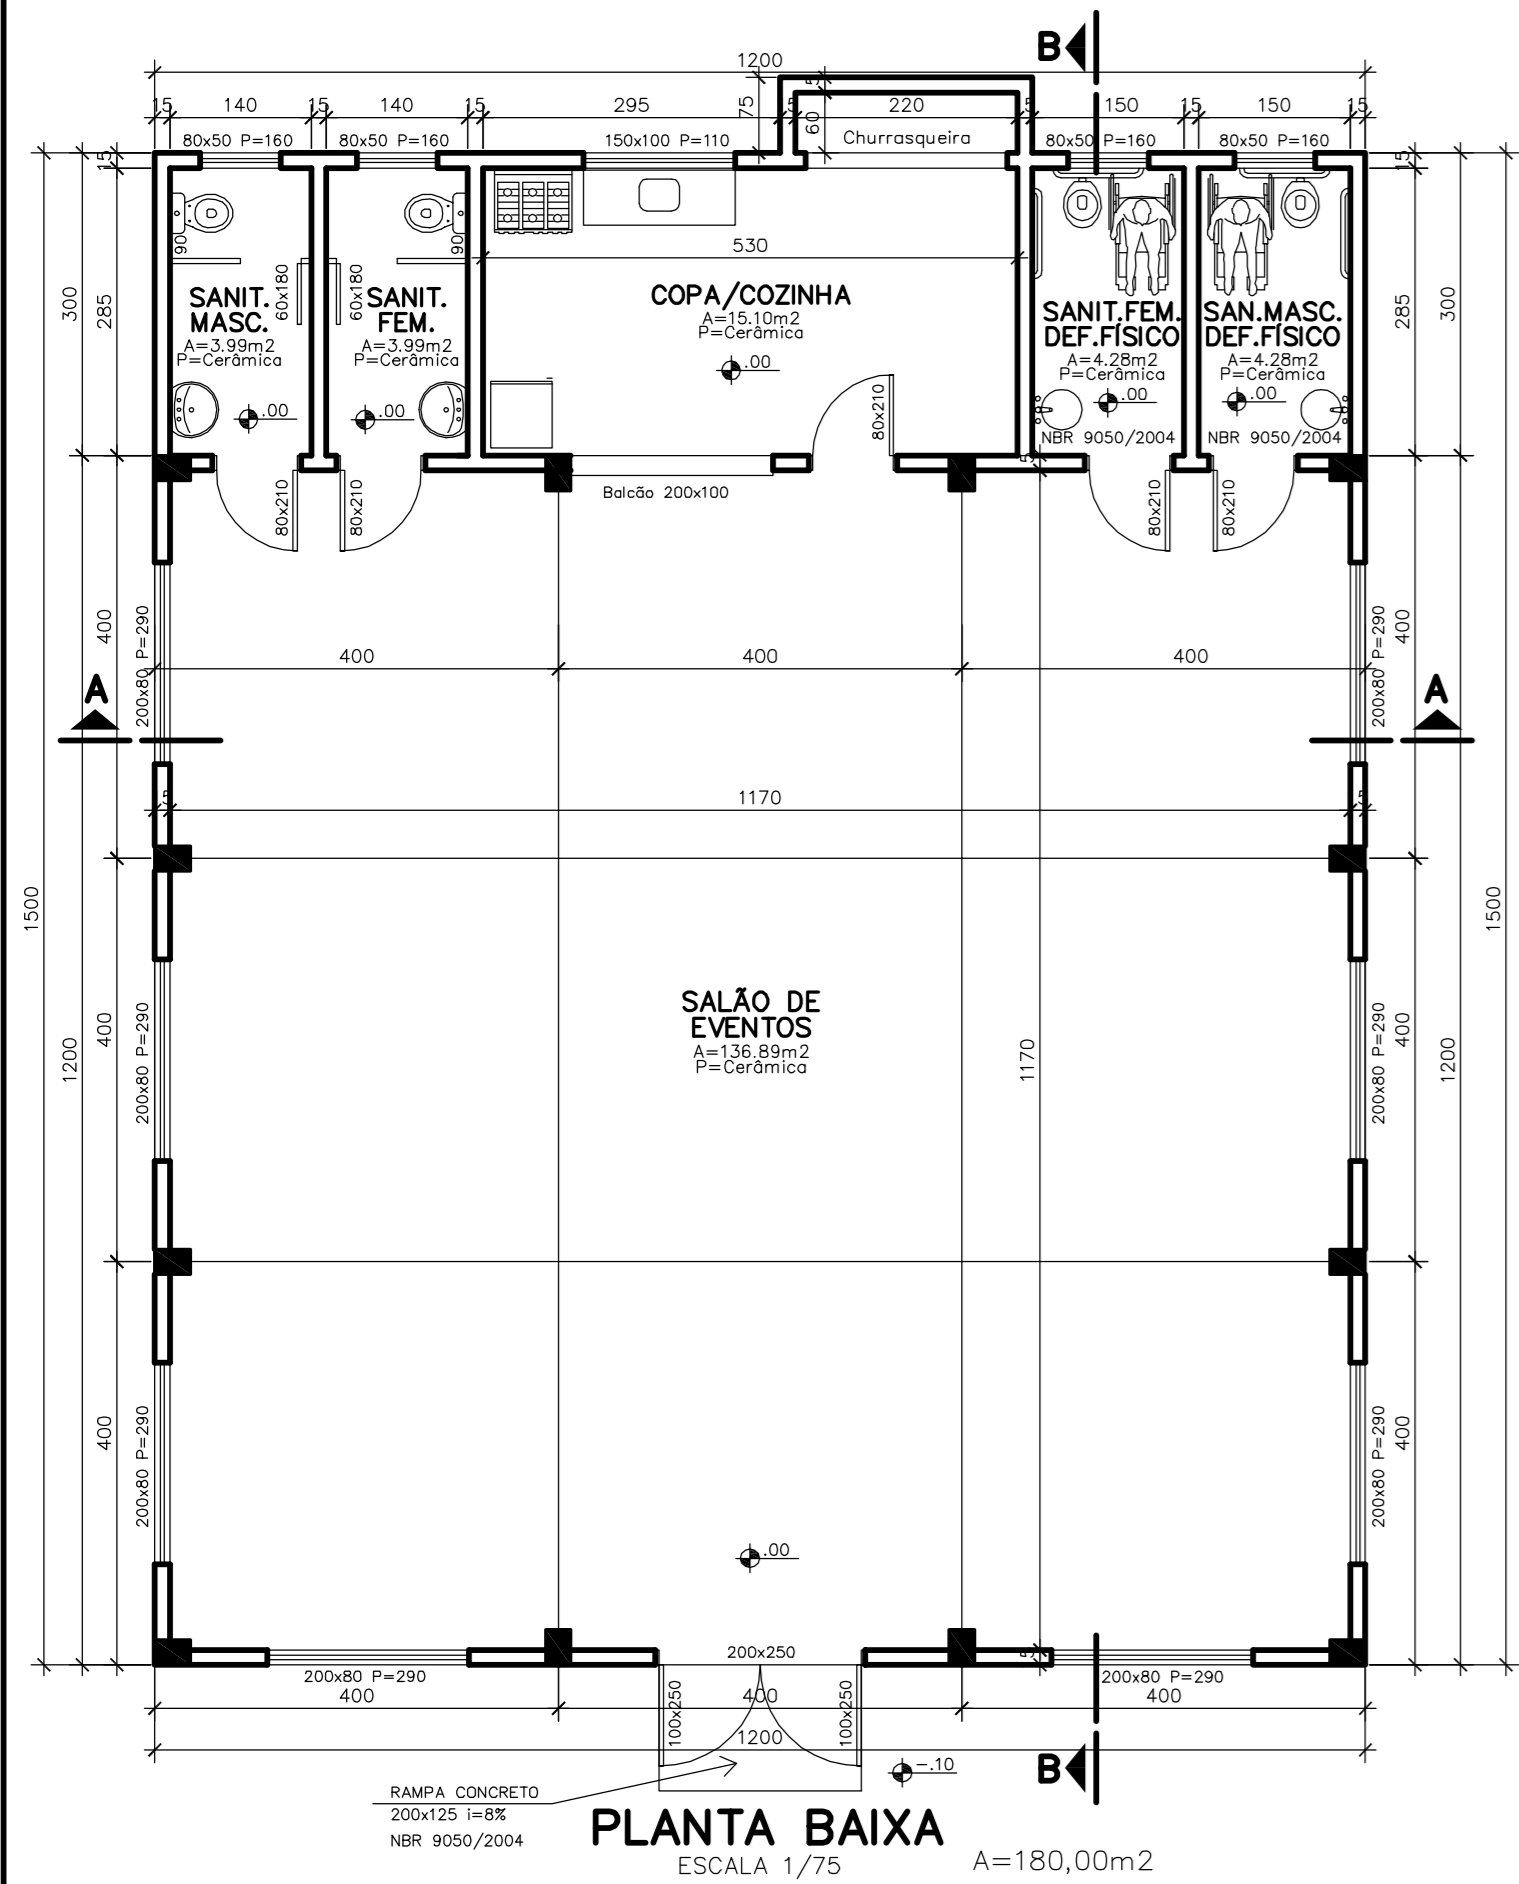 B
1200
15 140 15 140 15 295 5 220 5 150 15 150 15
75
5
60
Churrasqueira
80x50 P=160
80x50 P=160
150x100 P=110
80x50 P=160
80x50 P=160
15
15
90
90
530
300
285
285
300
60x180
60x180
SANIT.
MASC.
A=3.99m2
P=Cerâmica
.00
SANIT.
FEM.
A=3.99m2
P=Cerâmica
.00
COPA/COZINHA
A=15.10m2
P=Cerâmica
.00
SANIT.FEM.
DEF.FÍSICO
A=4.28m2
P=Cerâmica
.00
NBR 9050/2004
SAN.MASC.
DEF.FÍSICO
A=4.28m2
P=Cerâmica
.00
NBR 9050/2004
80x210
5
Balcão 200x100
80x210
80x210
80x210
80x210
400
200x80 P=290
400 400 400
200x80 P=290
400
A
A
5 1170 5
1500
1200
400
200x80 P=290
SALÃO DE
EVENTOS
A=136.89m2
P=Cerâmica
1170
200x80 P=290
400
1200
1500
400
200x80 P=290
200x80 P=290
400
.00
200x250
5
200x80 P=290
200x80 P=290
400 400 400
100x250
100x250
1200
-.10
B
RAMPA CONCRETO
200x125 i=8%
NBR 9050/2004
PLANTA BAIXA
ESCALA 1/75
A=180,00m2